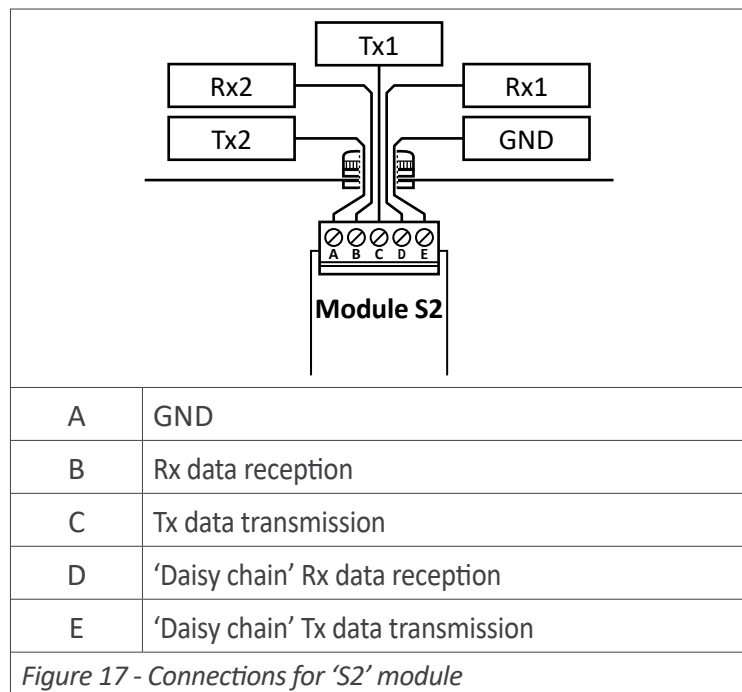 Tx1
Rx2
Rx1
Tx2
GND
A B C D E
Module S2
A GND
B Rx data reception
C Tx data transmission
D ‘Daisy chain’ Rx data reception
E ‘Daisy chain’ Tx data transmission
Figure 17 - Connections for ‘S2’ module